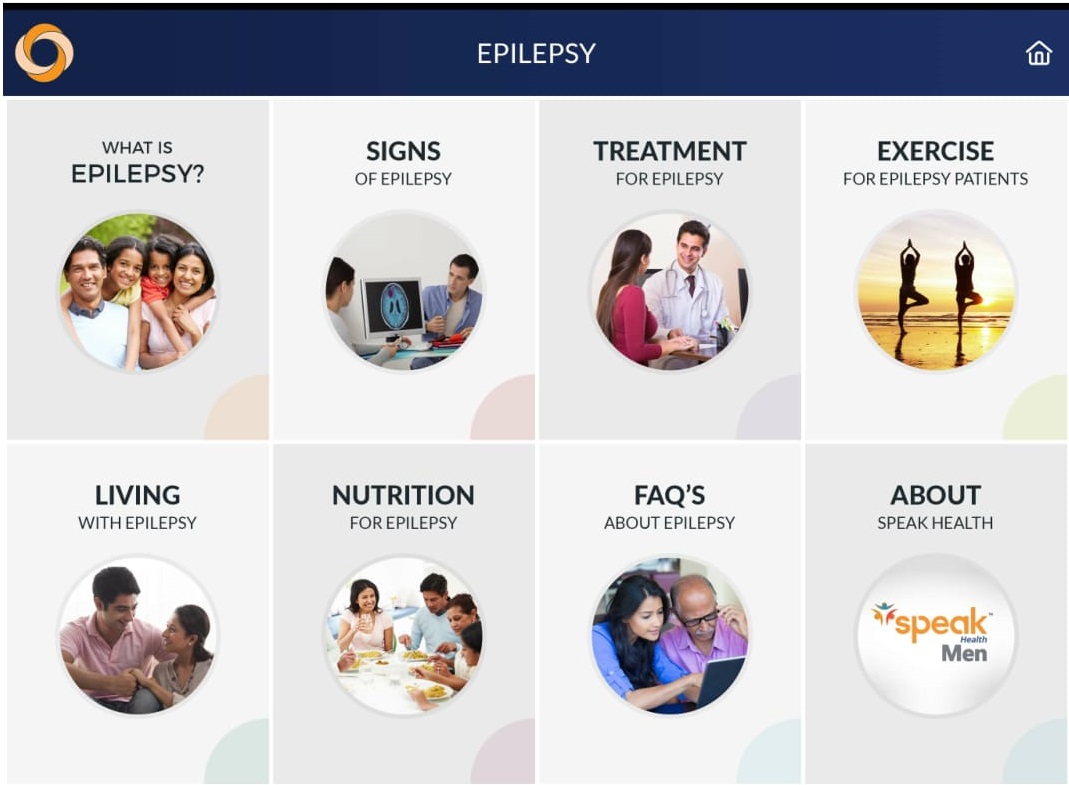 EPILEPSY
WHAT IS
EPILEPSY?
SIGNS
OF EPILEPSY
TREATMENT
FOR EPILEPSY
EXERCISE
FOR EPILEPSY PATIENTS
LIVING
WITH EPILEPSY
NUTRITION
FOR EPILEPSY
FAQ’S
ABOUT EPILEPSY
ABOUT
SPEAK HEALTH
speak™
Health
Men